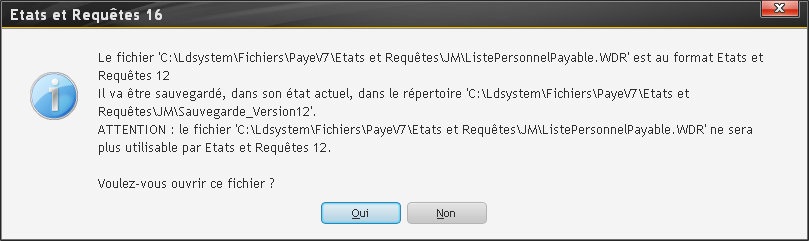 Etats et Requêtes 16
Le fichier 'C:\Ldsystem\Fichiers\PayeV7\Etats et Requêtes\JM\ListePersonnelPayable.WDR' est au format Etats et
Requêtes 12
Il va être sauvegardé, dans son état actuel, dans le répertoire 'C:\Ldsystem\Fichiers\PayeV7\Etats et
Requêtes\JM\Sauvegarde_Version12'.
ATTENTION : le fichier 'C:\Ldsystem\Fichiers\PayeV7\Etats et Requêtes\JM\ListePersonnelPayable.WDR' ne sera
plus utilisable par Etats et Requêtes 12.
Voulez-vous ouvrir ce fichier ?
Oui
Non